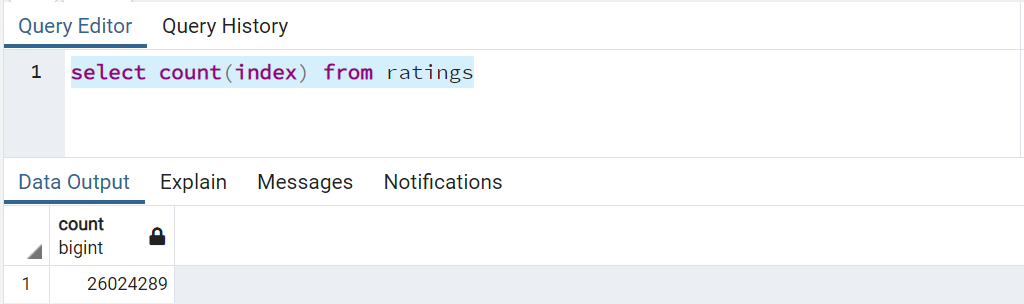 Query Editor Query History
1 select count(index) from ratings
Data Output Explain Messages Notifications
count
bigint
1 26024289